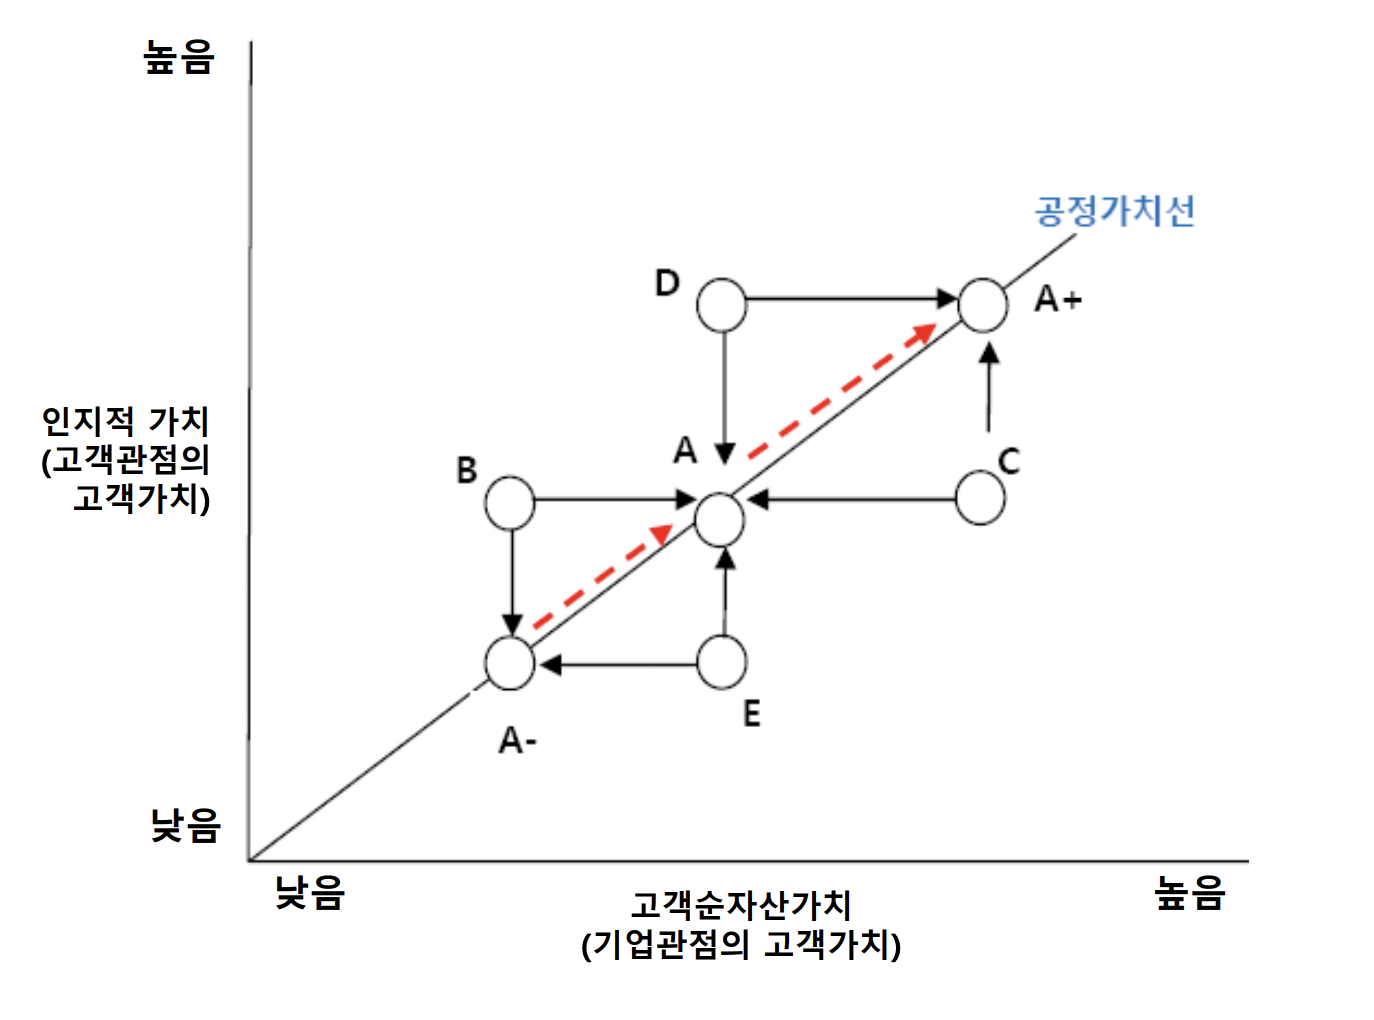 높음
공정가치선
D
A+
인지적 가치
(고객관점의
고객가치)
A
B
C
E
A-
낮음
낮음
고객순자산가치
(기업관점의 고객가치)
높음